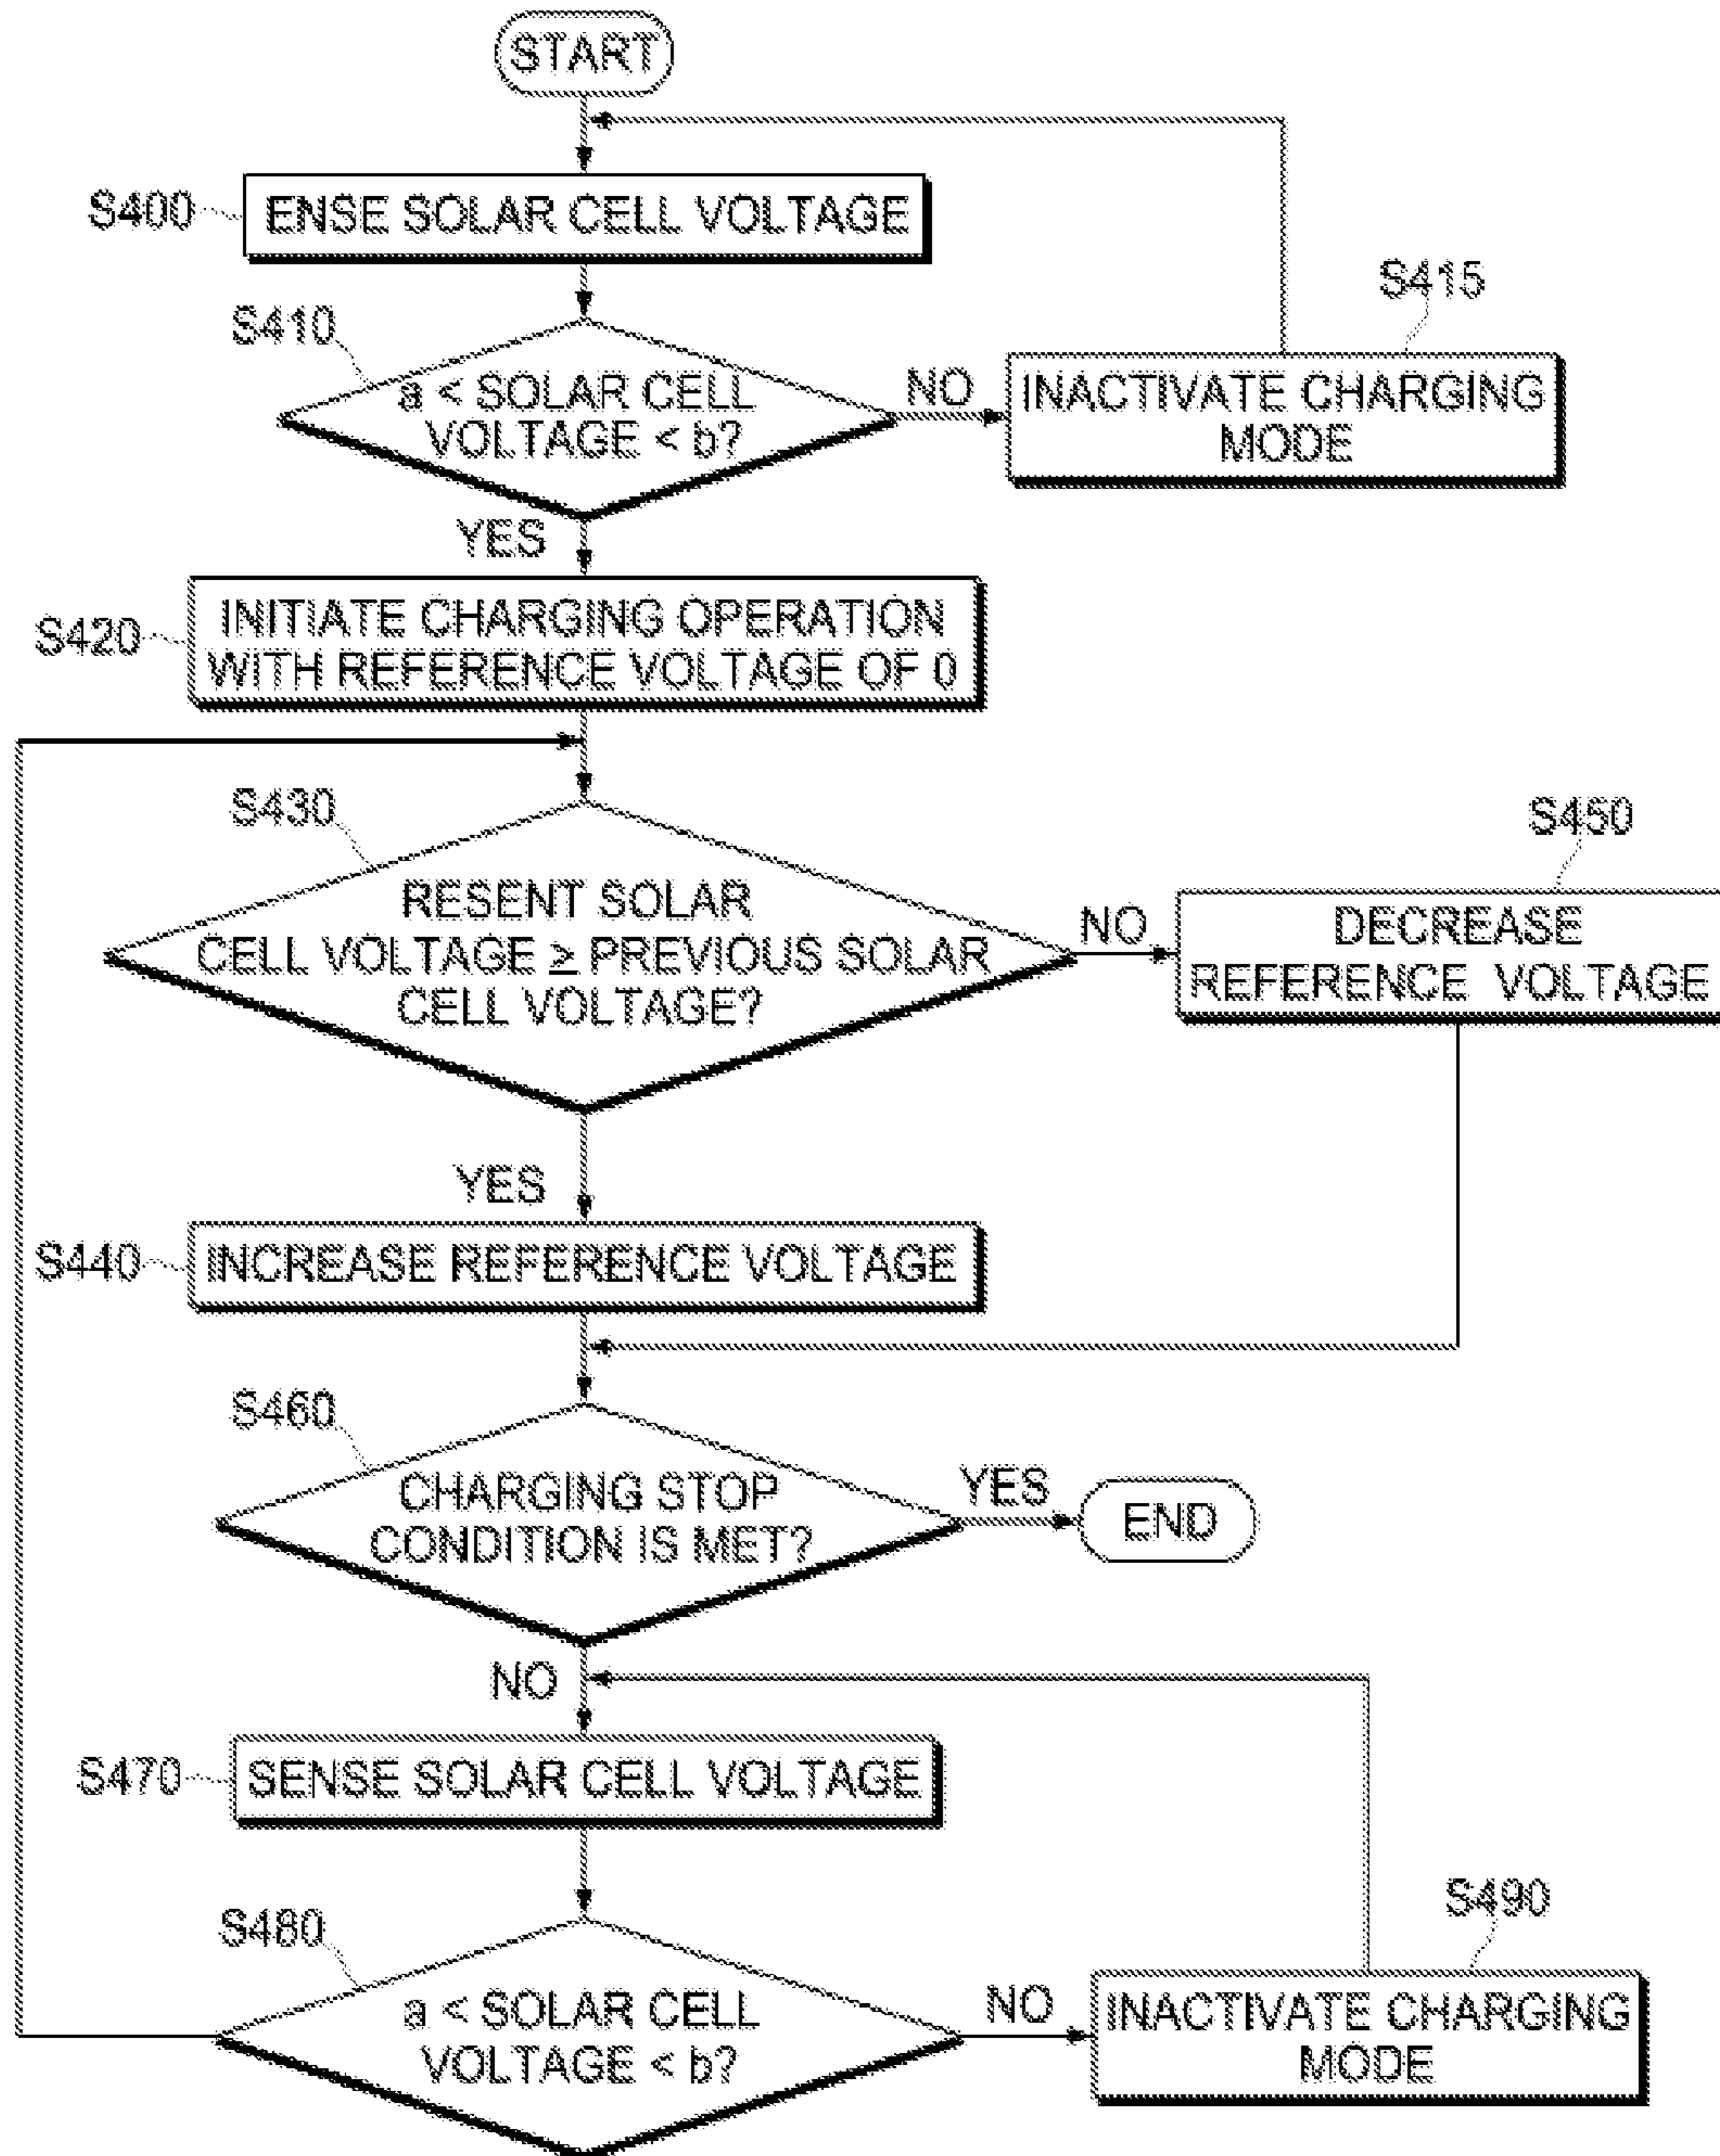 START
S400
ENSE SOLAR CELL VOLTAGE
S410
a < SOLAR CELL
VOLTAGE < b?
NO
S415
INACTIVATE CHARGING
MODE
YES
S420
INITIATE CHARGING OPERATION
WITH REFERENCE VOLTAGE OF 0
S430
RESENT SOLAR
CELL VOLTAGE ≥ PREVIOUS SOLAR
CELL VOLTAGE?
NO
S450
DECREASE
REFERENCE VOLTAGE
YES
S440
INCREASE REFERENCE VOLTAGE
S460
CHARGING STOP
CONDITION IS MET?
YES
END
NO
S470
SENSE SOLAR CELL VOLTAGE
S480
a < SOLAR CELL
VOLTAGE < b?
NO
S490
INACTIVATE CHARGING
MODE